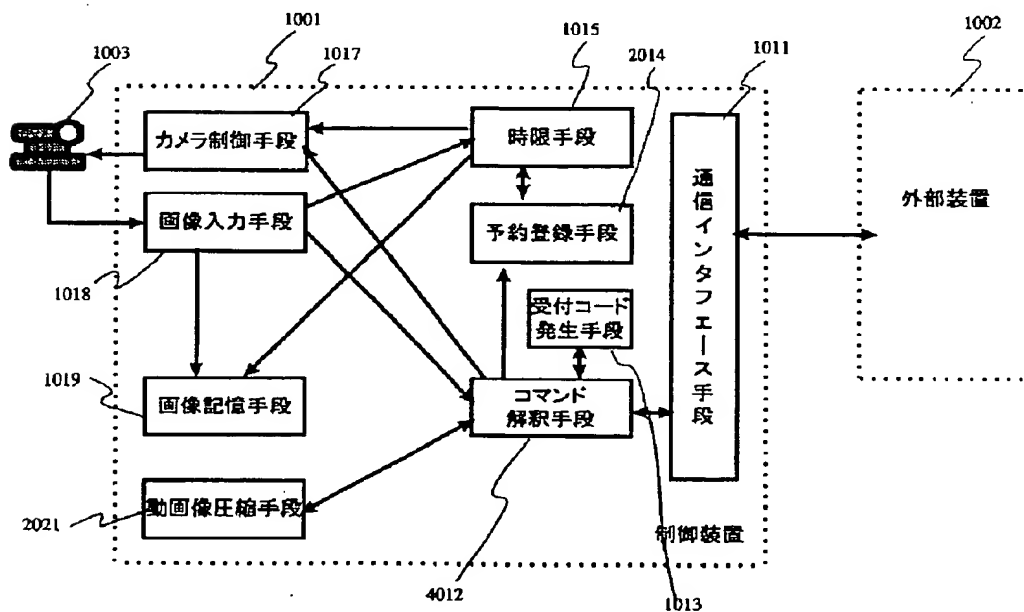 1003
1001
1017
1015
2014
1011
1002
カメラ制御手段
時限手段
画像入力手段
予約登録手段
1018
受付コード
発生手段
1019
画像記憶手段
コマンド
解釈手段
通信インタフェース手段
外部装置
2021
動画像圧縮手段
制御装置
4012
1013